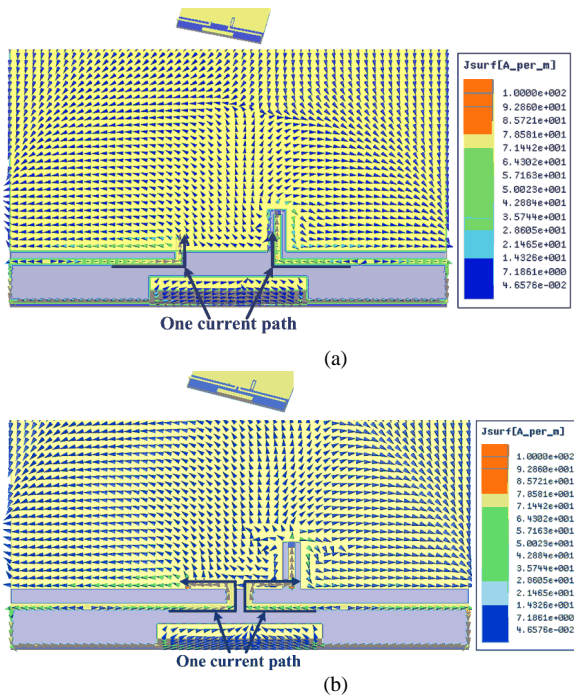 Jsurf[A_per_m]
1.0000e+002
9.2860e+001
8.5721e+001
7.8581e+001
7.1442e+001
6.4302e+001
5.7163e+001
5.0023e+001
4.2884e+001
3.5744e+001
2.8605e+001
2.1465e+001
1.4326e+001
7.1861e+000
4.6576e-002
One current path
(a)
Jsurf[A_per_m]
1.0000e+002
9.2860e+001
8.5721e+001
7.8581e+001
7.1442e+001
6.4302e+001
5.7163e+001
5.0023e+001
4.2884e+001
3.5744e+001
2.8605e+001
2.1465e+001
1.4326e+001
7.1861e+000
4.6576e-002
One current path
(b)